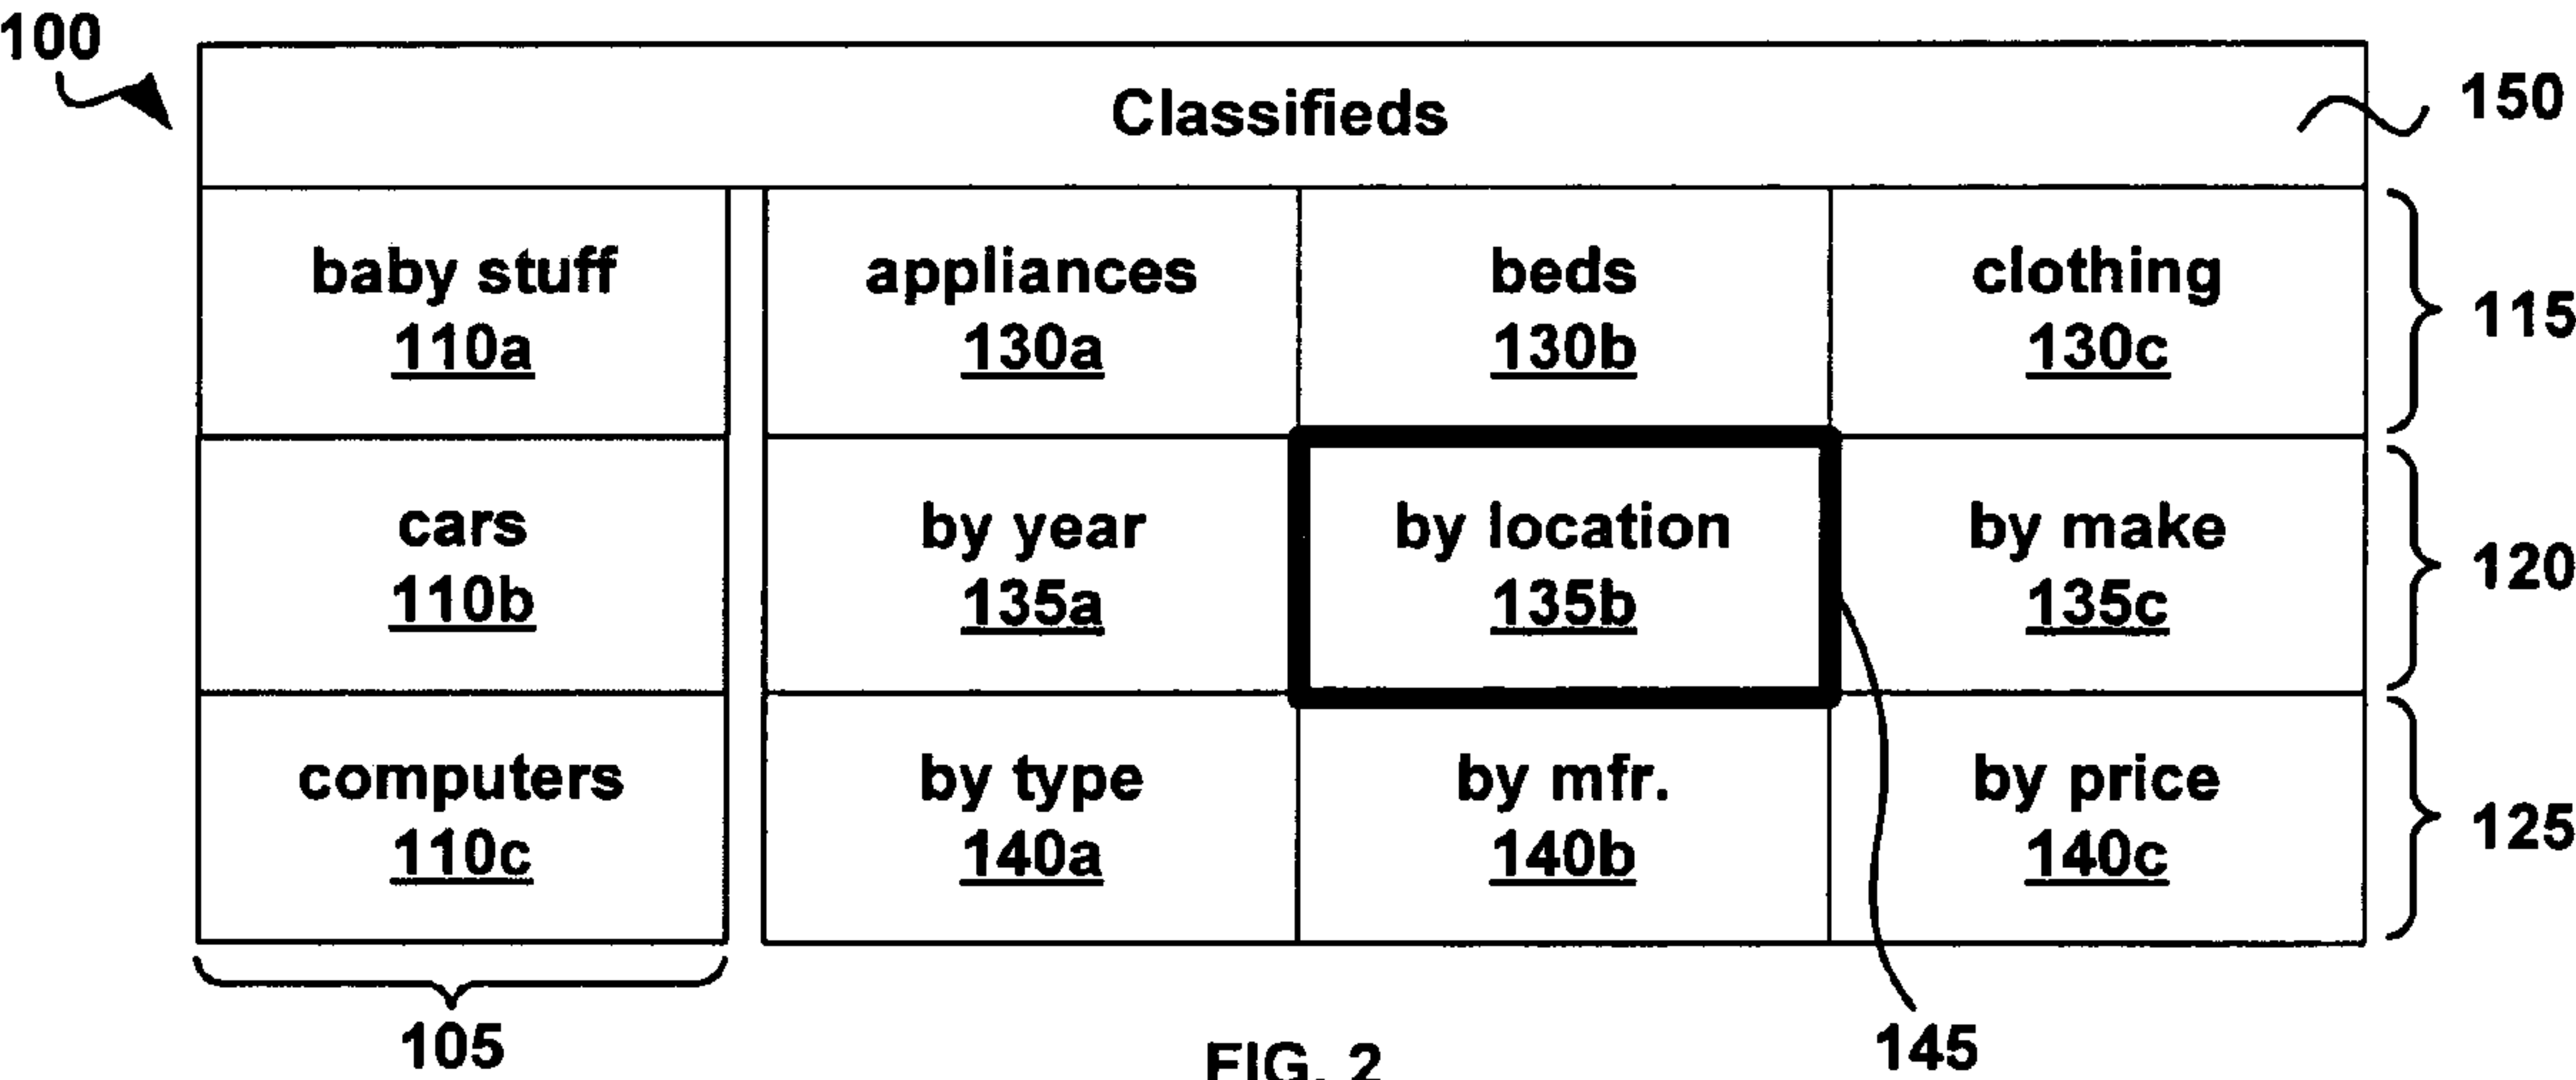 100
Classifieds
150
baby stuff
110a
appliances
130a
beds
130b
clothing
130c
115
cars
110b
by year
135a
by location
135b
by make
135c
120
computers
110c
by type
140a
by mfr.
140b
by price
140c
125
105
FIG. 2
145